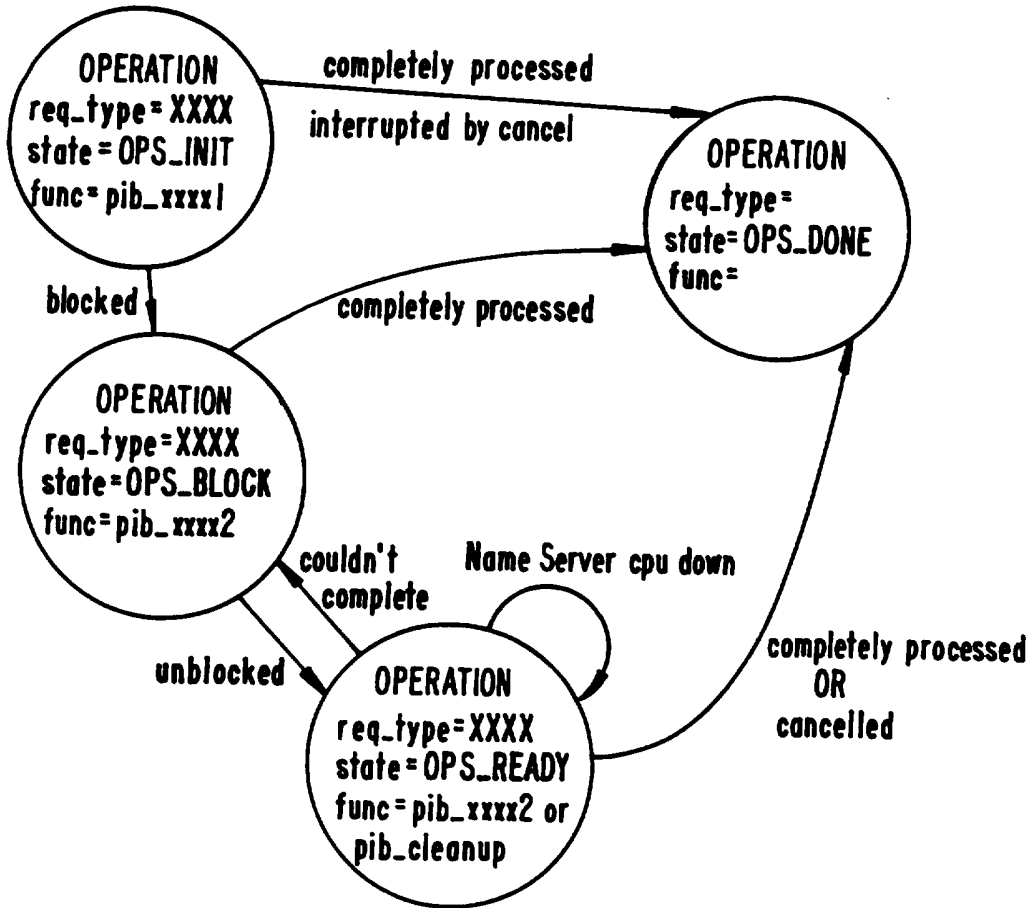 OPERATION
req_type=XXXX
state=OPS_INIT
func=pib_xxxx1
completely processed
interrupted by cancel
OPERATION
req_type=
state=OPS_DONE
func=
blocked
completely processed
OPERATION
req_type=XXXX
state=OPS_BLOCK
func=pib_xxxx2
couldn't
complete
Name Server cpu down
unblocked
OPERATION
req_type=XXXX
state=OPS_READY
func=pib_xxxx2 or
pib_cleanup
completely processed
OR
cancelled